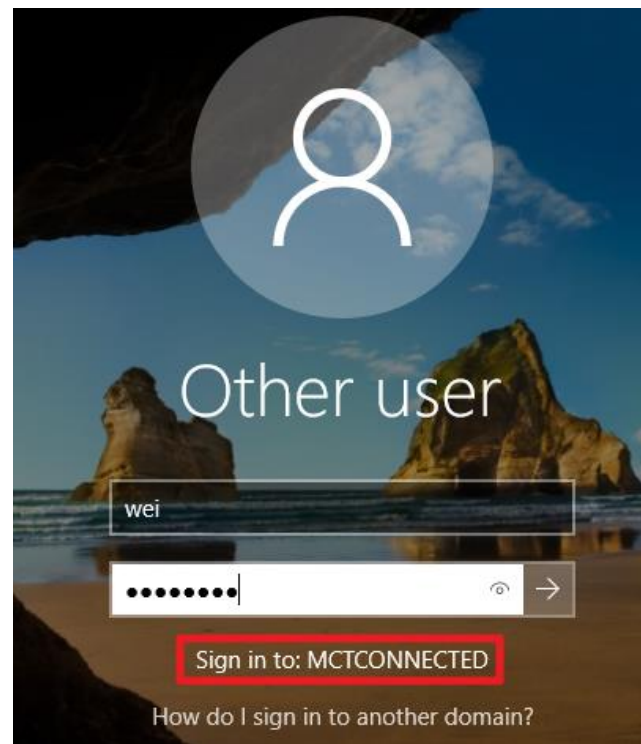 Other user
wei
Sign in to: MCTCONNECTED
How do I sign in to another domain?